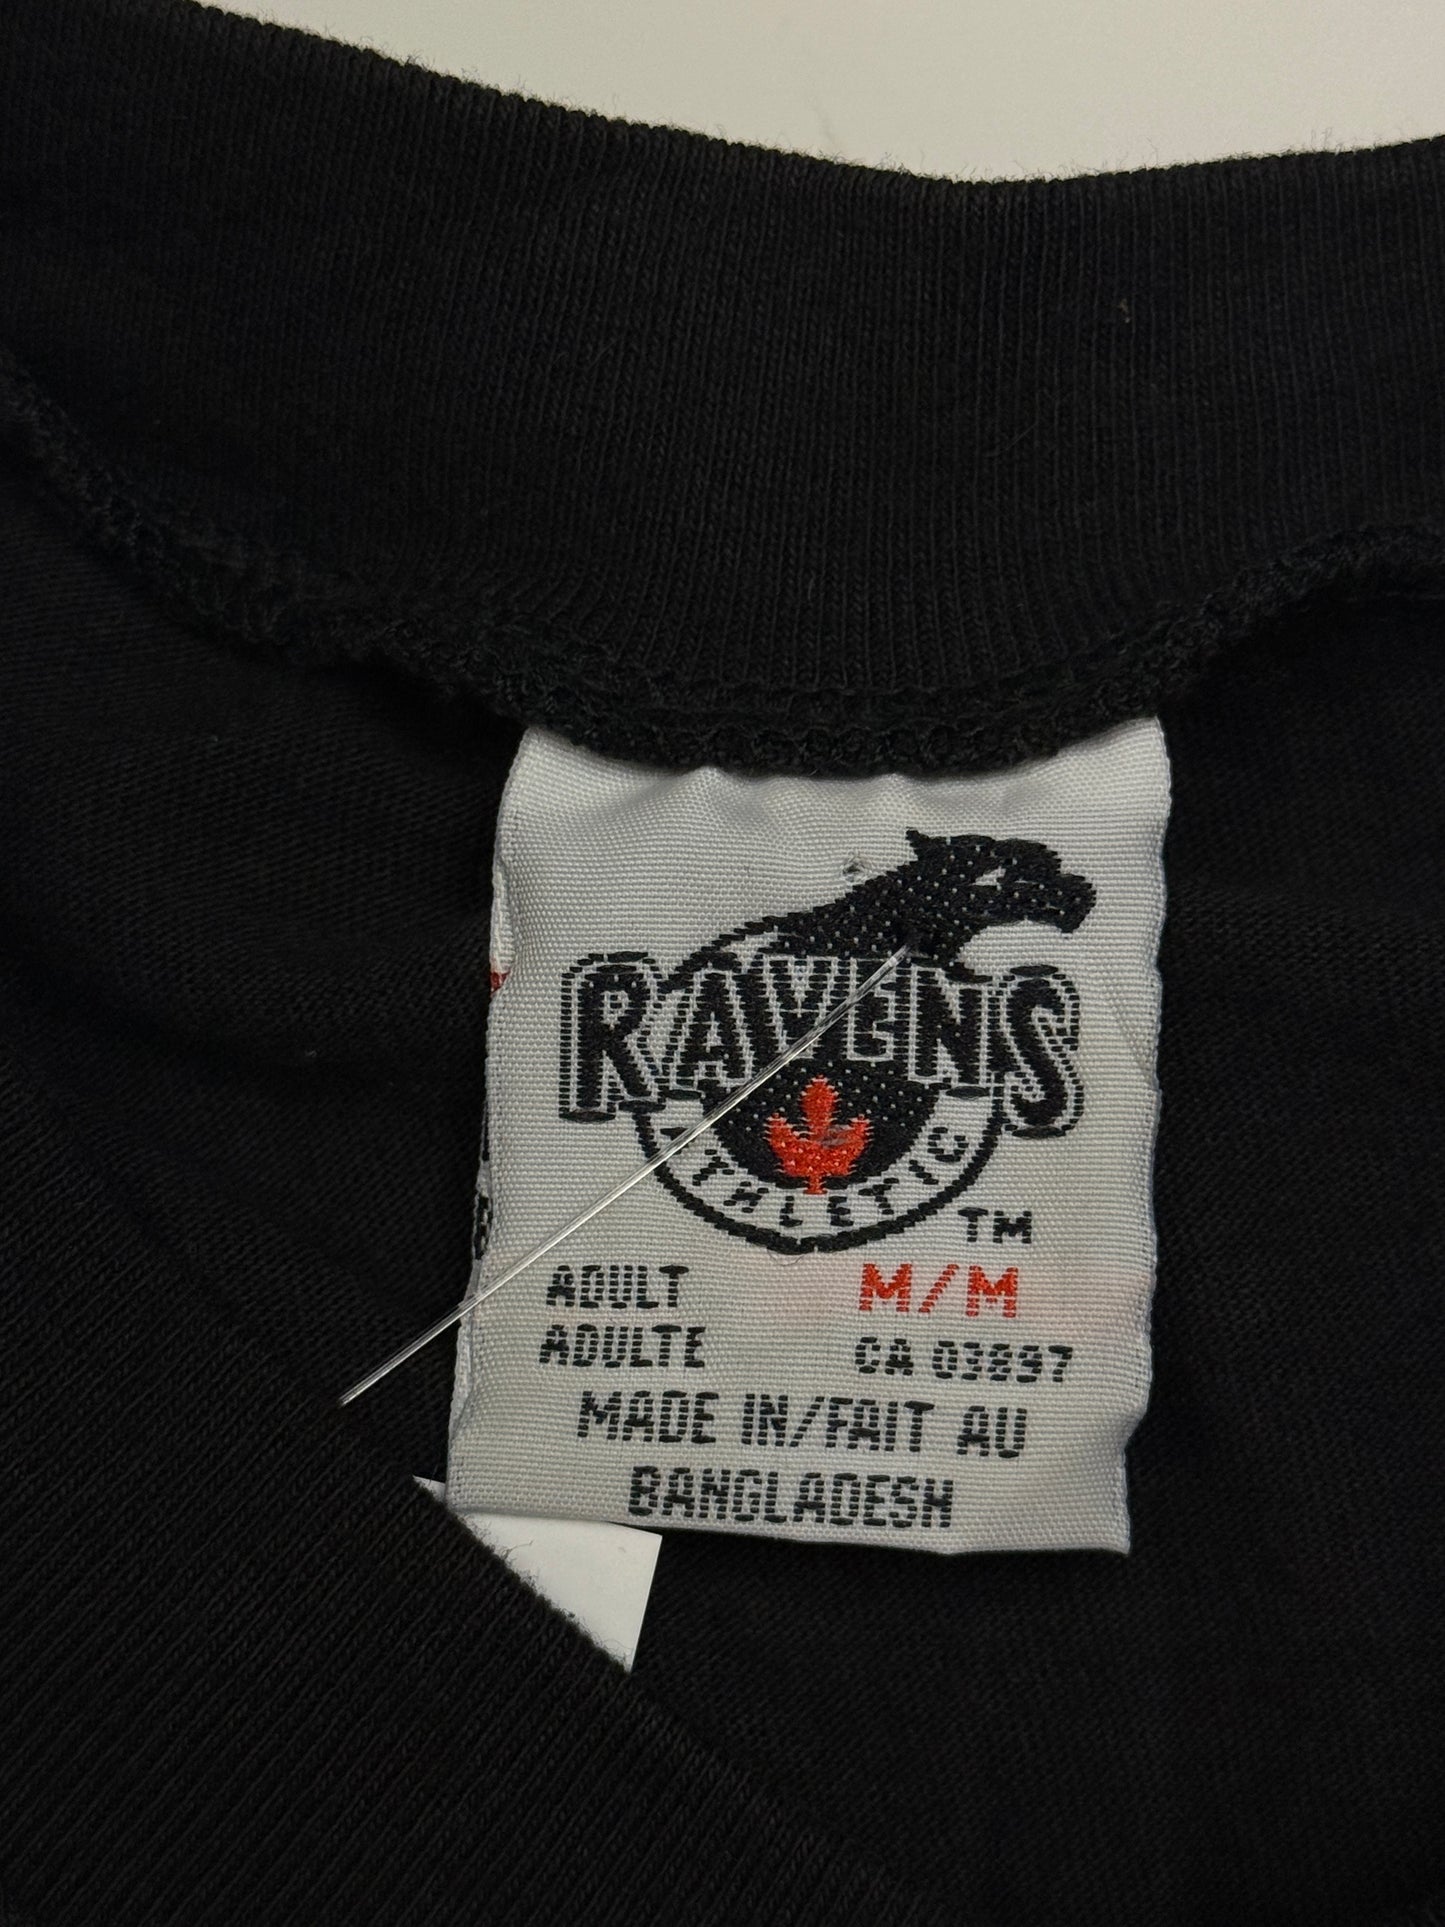 RAVENS
ATHLETIC
TM
ADULT M/M
ADULTE CA 03897
MADE IN/FAIT AU
BANGLADESH